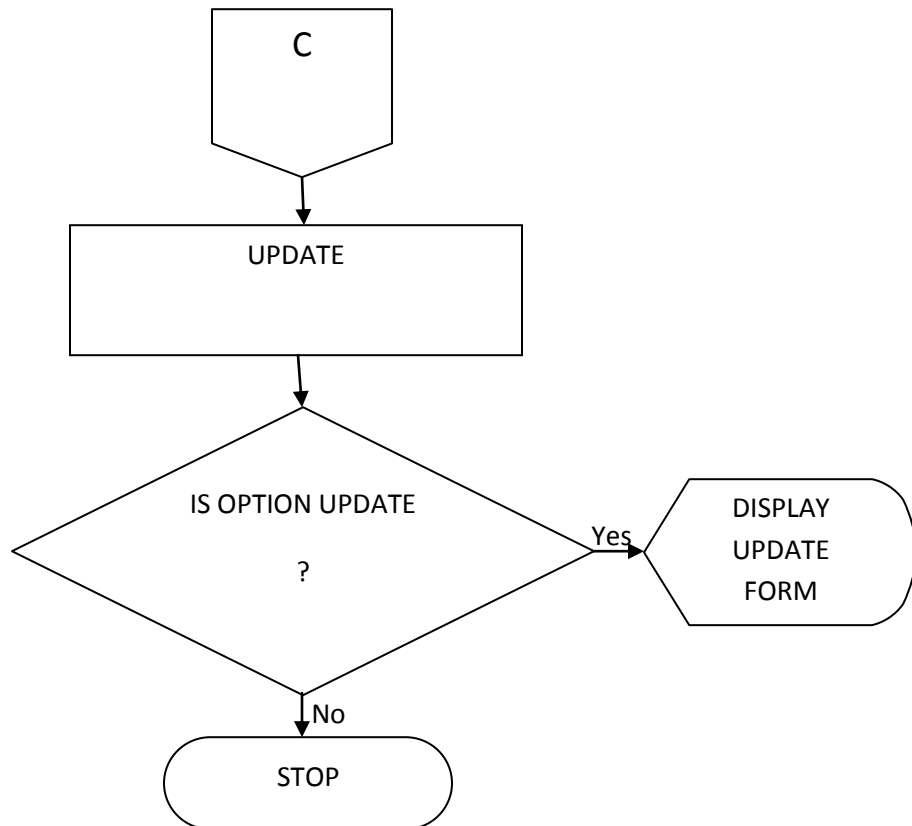 C
UPDATE
IS OPTION UPDATE
?
Yes
DISPLAY
UPDATE
FORM
No
STOP